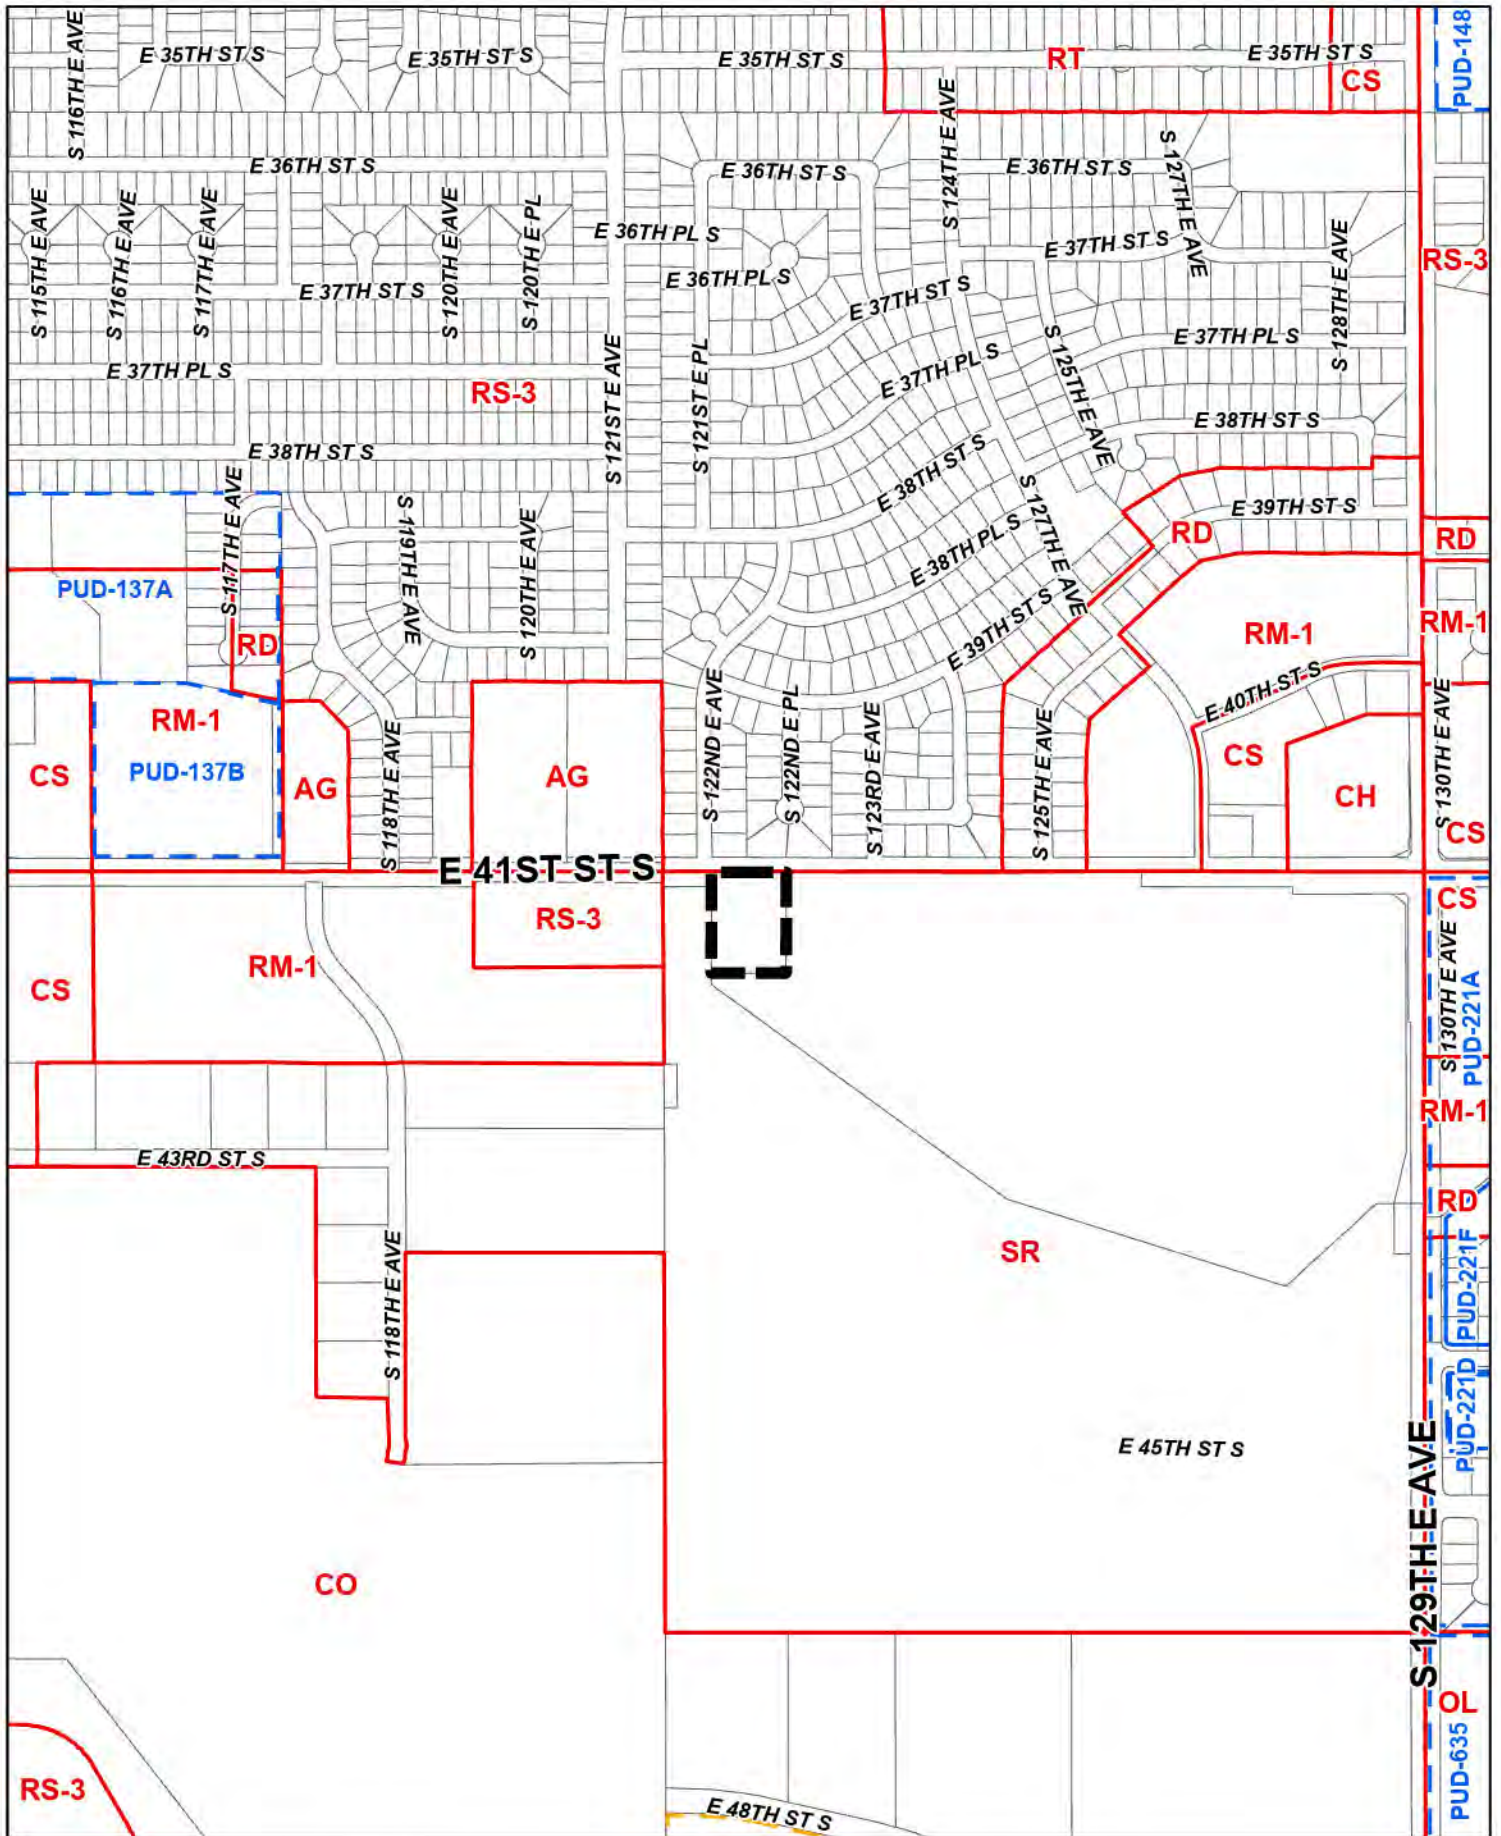 S 116TH E AVE
E 35TH ST S
E 35TH ST S
E 35TH ST S
RT
E 35TH ST S
CS
PUD-148
E 36TH ST S
E 36TH ST S
S 124TH E AVE
E 36TH ST S
S 127TH E AVE
S 115TH E AVE
S 116TH E AVE
S 117TH E AVE
S 120TH E AVE
S 120TH E PL
E 36TH PL S
E 36TH PL S
E 37TH ST S
S 128TH E AVE
RS-3
E 37TH ST S
E 37TH ST S
E 37TH PL S
E 37TH PL S
RS-3
S 121ST E AVE
S 121ST E PL
E 37TH PL S
S 125TH E AVE
E 38TH ST S
E 38TH ST S
E 38TH ST S
S 117TH E AVE
S 119TH E AVE
S 120TH E AVE
E 38TH PL S
S 127TH E AVE
E 39TH ST S
RD
RD
PUD-137A
RD
E 39TH ST S
RM-1
RM-1
RM-1
PUD-137B
CS
AG
S 118TH E AVE
AG
S 122ND E AVE
S 122ND E PL
S 123RD E AVE
S 125TH E AVE
E 40TH ST S
CS
CH
S 130TH E AVE
CS
E 41ST ST S
RS-3
CS
RM-1
CS
S 130TH E AVE
PUD-221A
RM-1
E 43RD ST S
RD
S 118TH E AVE
SR
PUD-221F
PUD-221D
E 45TH ST S
S 129TH E AVE
CO
OL
PUD-635
RS-3
E 48TH ST S